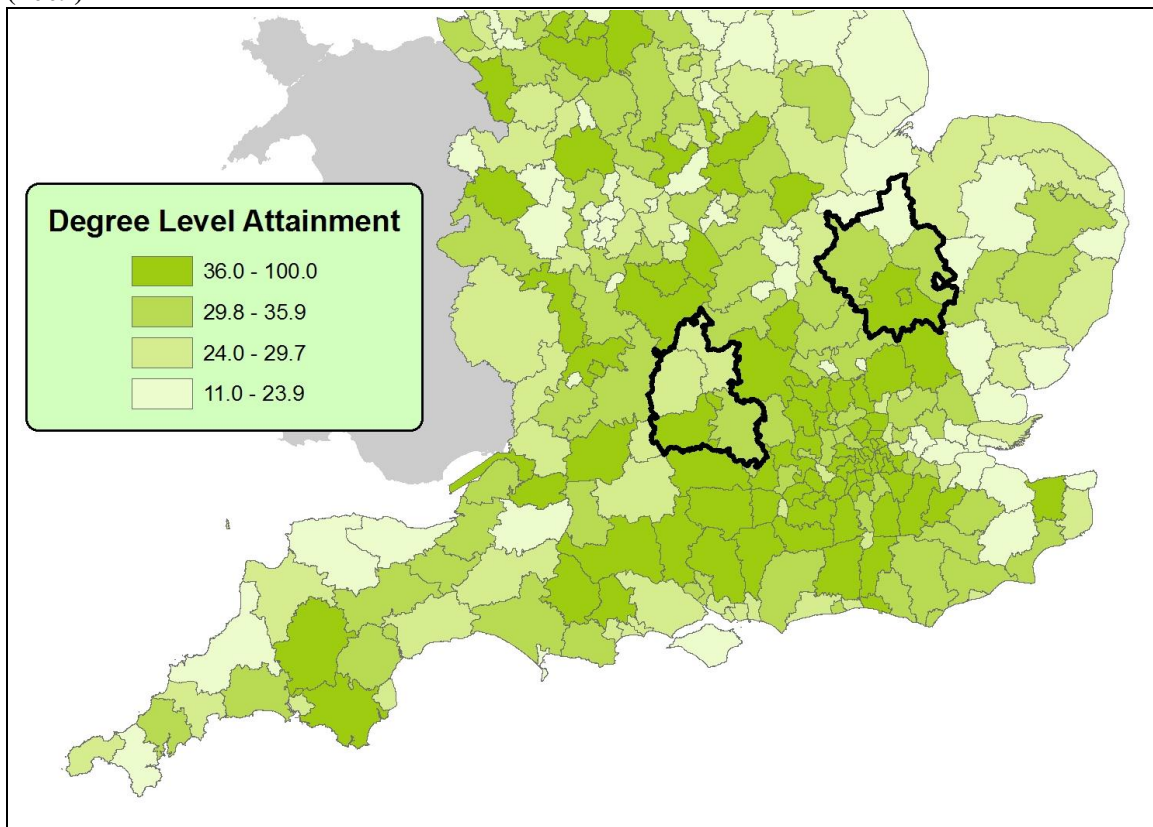 Degree Level Attainment
36.0 - 100.0
29.8 - 35.9
24.0 - 29.7
11.0 - 23.9